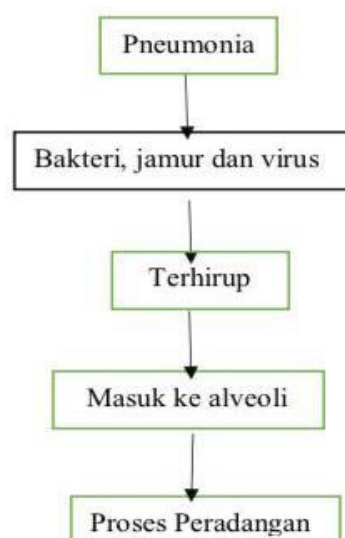 Pneumonia
Bakteri, jamur dan virus
Terhirup
Masuk ke alveoli
Proses Peradangan